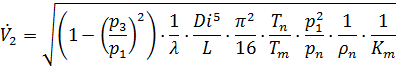 V̇₂ = √((1 − (p₃/p₁)²) · 1/λ · Di⁵/L · π²/16 · Tₙ/Tₘ · p₁²/pₙ · 1/ρₙ · 1/Kₘ)